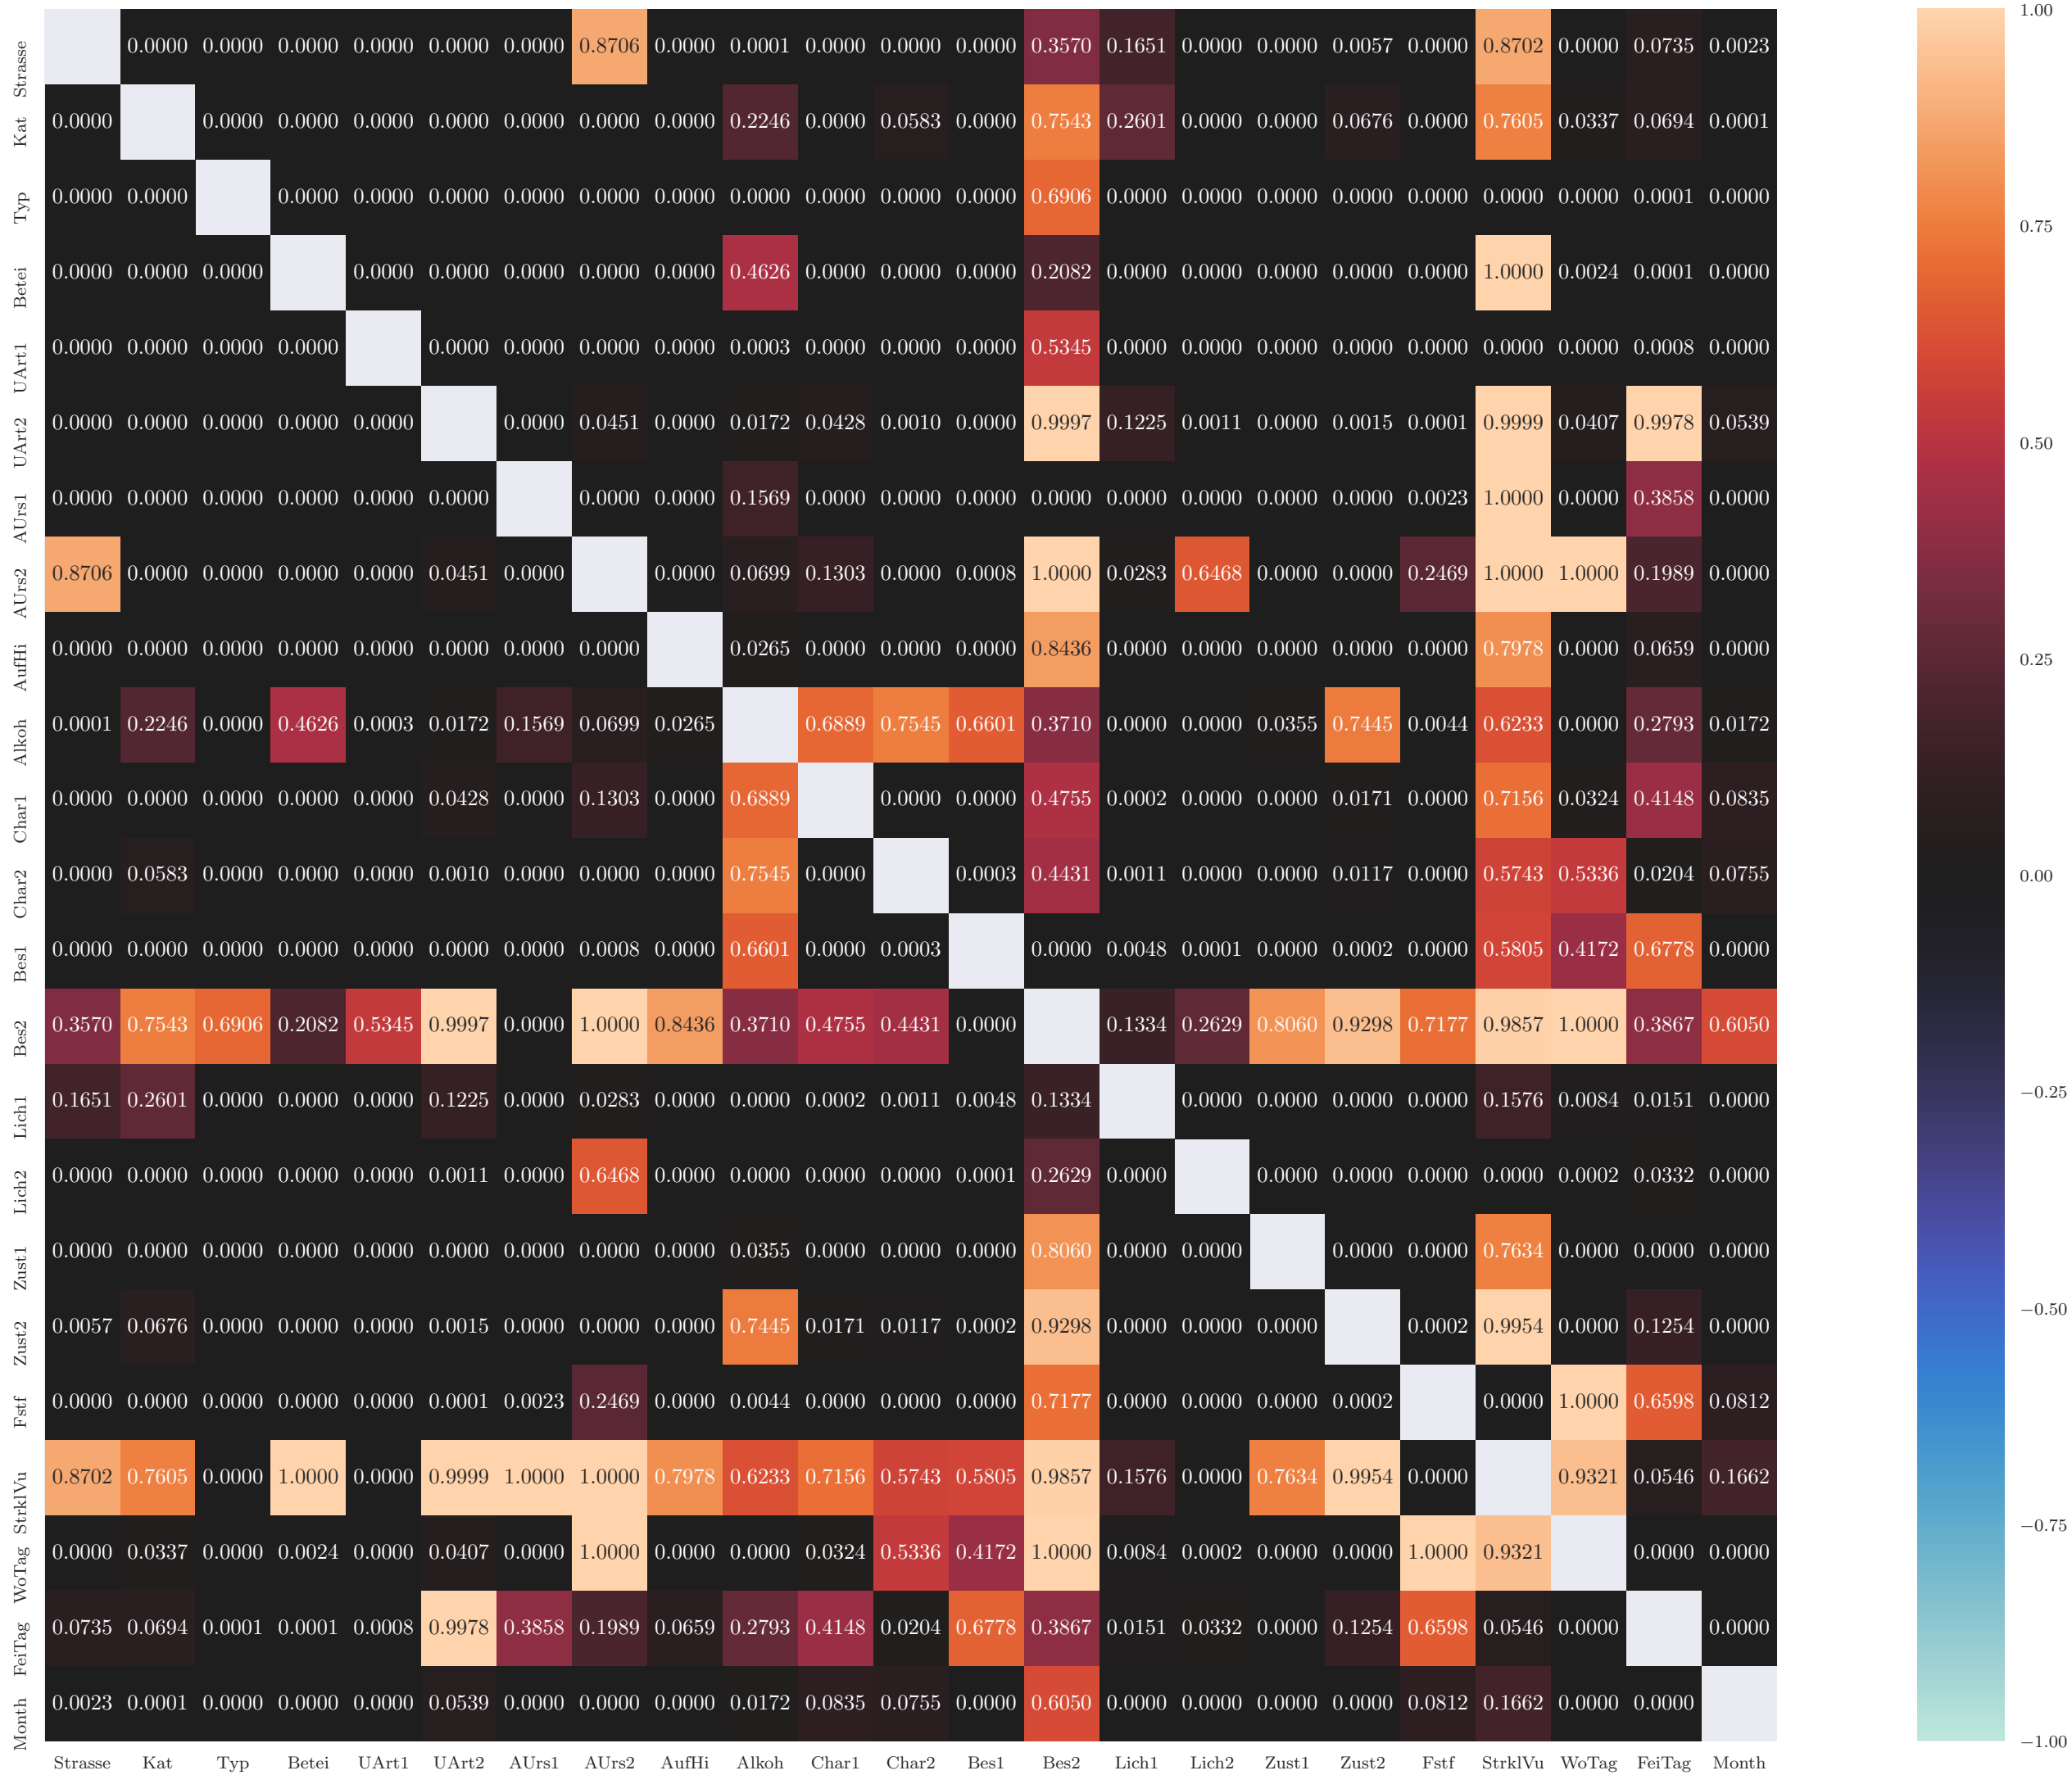 Strasse 0.0000 0.0000 0.0000 0.0000 0.0000 0.0000 0.8706 0.0000 0.0001 0.0000 0.0000 0.0000 0.3570 0.1651 0.0000 0.0000 0.0057 0.0000 0.8702 0.0000 0.0735 0.0023
Kat 0.0000 0.0000 0.0000 0.0000 0.0000 0.0000 0.0000 0.0000 0.2246 0.0000 0.0583 0.0000 0.7543 0.2601 0.0000 0.0000 0.0676 0.0000 0.7605 0.0337 0.0694 0.0001
Typ 0.0000 0.0000 0.0000 0.0000 0.0000 0.0000 0.0000 0.0000 0.0000 0.0000 0.0000 0.0000 0.6906 0.0000 0.0000 0.0000 0.0000 0.0000 0.0000 0.0000 0.0001 0.0000
Betei 0.0000 0.0000 0.0000 0.0000 0.0000 0.0000 0.0000 0.0000 0.4626 0.0000 0.0000 0.0000 0.2082 0.0000 0.0000 0.0000 0.0000 0.0000 1.0000 0.0024 0.0001 0.0000
UArt1 0.0000 0.0000 0.0000 0.0000 0.0000 0.0000 0.0000 0.0000 0.0003 0.0000 0.0000 0.0000 0.5345 0.0000 0.0000 0.0000 0.0000 0.0000 0.0000 0.0000 0.0008 0.0000
UArt2 0.0000 0.0000 0.0000 0.0000 0.0000 0.0000 0.0451 0.0000 0.0172 0.0428 0.0010 0.0000 0.9997 0.1225 0.0011 0.0000 0.0015 0.0001 0.9999 0.0407 0.9978 0.0539
AUrs1 0.0000 0.0000 0.0000 0.0000 0.0000 0.0000 0.0000 0.0000 0.1569 0.0000 0.0000 0.0000 0.0000 0.0000 0.0000 0.0000 0.0000 0.0023 1.0000 0.0000 0.3858 0.0000
AUrs2 0.8706 0.0000 0.0000 0.0000 0.0000 0.0451 0.0000 0.0000 0.0699 0.1303 0.0000 0.0008 1.0000 0.0283 0.6468 0.0000 0.0000 0.2469 1.0000 1.0000 0.1989 0.0000
AufHi 0.0000 0.0000 0.0000 0.0000 0.0000 0.0000 0.0000 0.0000 0.0265 0.0000 0.0000 0.0000 0.8436 0.0000 0.0000 0.0000 0.0000 0.0000 0.7978 0.0000 0.0659 0.0000
Alkoh 0.0001 0.2246 0.0000 0.4626 0.0003 0.0172 0.1569 0.0699 0.0265 0.6889 0.7545 0.6601 0.3710 0.0000 0.0000 0.0355 0.7445 0.0044 0.6233 0.0000 0.2793 0.0172
Char1 0.0000 0.0000 0.0000 0.0000 0.0000 0.0428 0.0000 0.1303 0.0000 0.6889 0.0000 0.0000 0.4755 0.0002 0.0000 0.0000 0.0171 0.0000 0.7156 0.0324 0.4148 0.0835
Char2 0.0000 0.0583 0.0000 0.0000 0.0000 0.0010 0.0000 0.0000 0.0000 0.7545 0.0000 0.0003 0.4431 0.0011 0.0000 0.0000 0.0117 0.0000 0.5743 0.5336 0.0204 0.0755
Bes1 0.0000 0.0000 0.0000 0.0000 0.0000 0.0000 0.0000 0.0008 0.0000 0.6601 0.0000 0.0003 0.0000 0.0048 0.0001 0.0000 0.0002 0.0000 0.5805 0.4172 0.6778 0.0000
Bes2 0.3570 0.7543 0.6906 0.2082 0.5345 0.9997 0.0000 1.0000 0.8436 0.3710 0.4755 0.4431 0.0000 0.1334 0.2629 0.8060 0.9298 0.7177 0.9857 1.0000 0.3867 0.6050
Lich1 0.1651 0.2601 0.0000 0.0000 0.0000 0.1225 0.0000 0.0283 0.0000 0.0000 0.0002 0.0011 0.0048 0.1334 0.0000 0.0000 0.0000 0.0000 0.1576 0.0084 0.0151 0.0000
Lich2 0.0000 0.0000 0.0000 0.0000 0.0000 0.0011 0.0000 0.6468 0.0000 0.0000 0.0000 0.0000 0.0001 0.2629 0.0000 0.0000 0.0000 0.0000 0.0000 0.0002 0.0332 0.0000
Zust1 0.0000 0.0000 0.0000 0.0000 0.0000 0.0000 0.0000 0.0000 0.0000 0.0355 0.0000 0.0000 0.0000 0.8060 0.0000 0.0000 0.0000 0.0000 0.7634 0.0000 0.0000 0.0000
Zust2 0.0057 0.0676 0.0000 0.0000 0.0000 0.0015 0.0000 0.0000 0.0000 0.7445 0.0171 0.0117 0.0002 0.9298 0.0000 0.0000 0.0000 0.0002 0.9954 0.0000 0.1254 0.0000
Fstf 0.0000 0.0000 0.0000 0.0000 0.0000 0.0001 0.0023 0.2469 0.0000 0.0044 0.0000 0.0000 0.0000 0.7177 0.0000 0.0000 0.0000 0.0002 0.0000 1.0000 0.6598 0.0812
StrklVu 0.8702 0.7605 0.0000 1.0000 0.0000 0.9999 1.0000 1.0000 0.7978 0.6233 0.7156 0.5743 0.5805 0.9857 0.1576 0.0000 0.7634 0.9954 0.0000 0.9321 0.0546 0.1662
WoTag 0.0000 0.0337 0.0000 0.0024 0.0000 0.0407 0.0000 1.0000 0.0000 0.0000 0.0324 0.5336 0.4172 1.0000 0.0084 0.0002 0.0000 0.0000 1.0000 0.9321 0.0000 0.0000
FeiTag 0.0735 0.0694 0.0001 0.0001 0.0008 0.9978 0.3858 0.1989 0.0659 0.2793 0.4148 0.0204 0.6778 0.3867 0.0151 0.0332 0.0000 0.1254 0.6598 0.0546 0.0000 0.0000
Month 0.0023 0.0001 0.0000 0.0000 0.0000 0.0539 0.0000 0.0000 0.0000 0.0172 0.0835 0.0755 0.0000 0.6050 0.0000 0.0000 0.0000 0.0000 0.0812 0.1662 0.0000 0.0000
Strasse Kat Typ Betei UArt1 UArt2 AUrs1 AUrs2 AufHi Alkoh Char1 Char2 Bes1 Bes2 Lich1 Lich2 Zust1 Zust2 Fstf StrklVu WoTag FeiTag Month
1.00
0.75
0.50
0.25
0.00
−0.25
−0.50
−0.75
−1.00